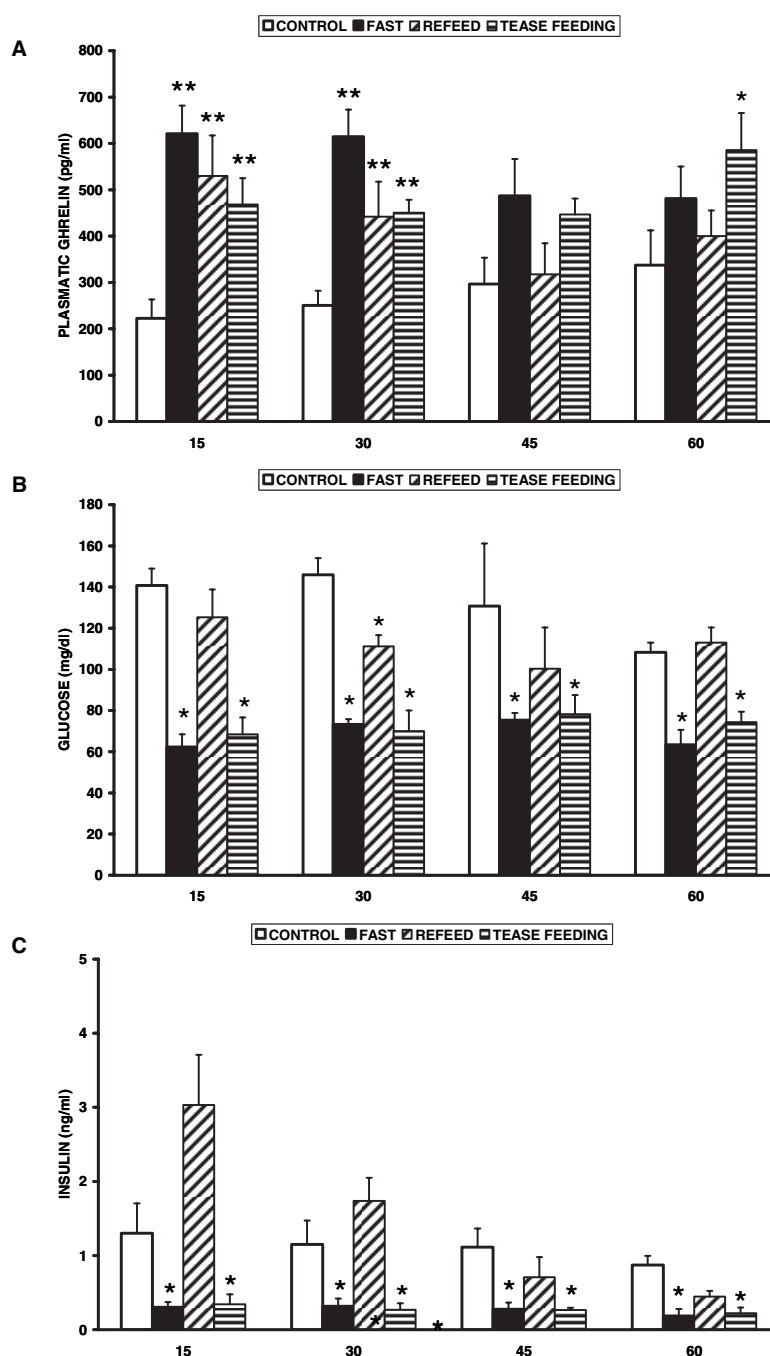 CONTROL FAST REFEED TEASE FEEDING
A
800
700
600
500
400
300
200
100
0
PLASMATIC GHRELIN (pg/ml)
** ** **
** ** **
*
15 30 45 60
B
CONTROL FAST REFEED TEASE FEEDING
180
160
140
120
100
80
60
40
20
0
GLUCOSE (mg/dl)
* *
* * *
* *
* *
15 30 45 60
C
CONTROL FAST REFEED TEASE FEEDING
5
4
3
2
1
0
INSULIN (ng/ml)
* *
* *
* *
* *
* *
15 30 45 60